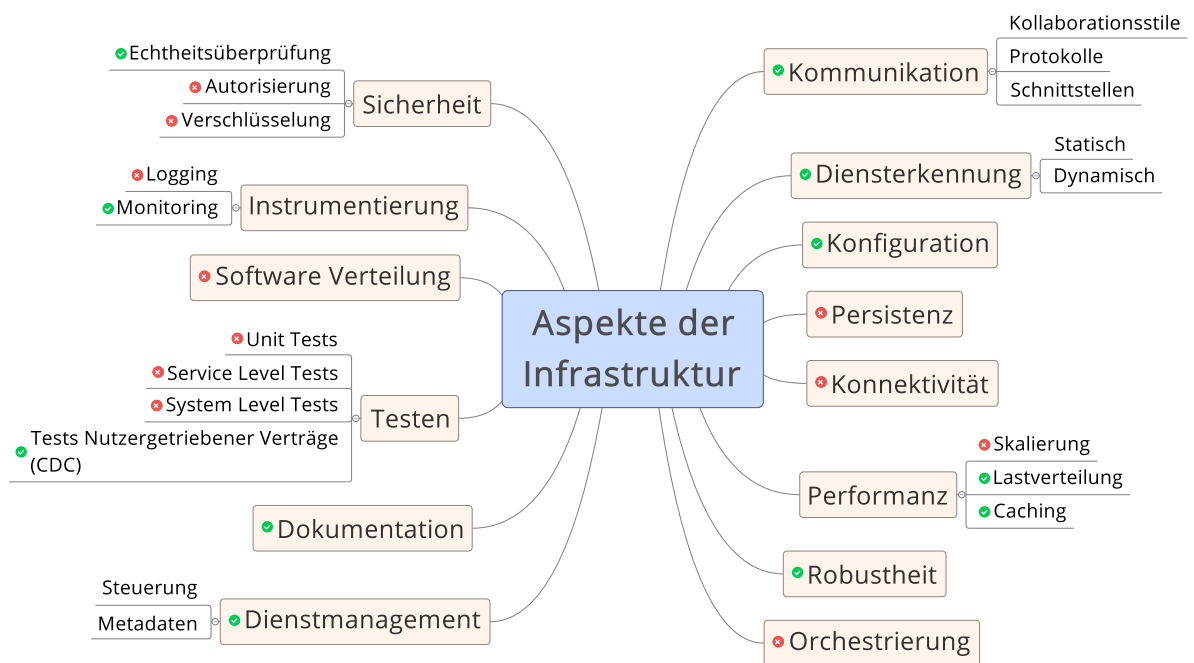 Aspekte der
Infrastruktur
Sicherheit
Echtheitsüberprüfung
Autorisierung
Verschlüsselung
Instrumentierung
Logging
Monitoring
Software Verteilung
Testen
Unit Tests
Service Level Tests
System Level Tests
Tests Nutzergetriebener Verträge
(CDC)
Dokumentation
Dienstmanagement
Steuerung
Metadaten
Kommunikation
Kollaborationsstile
Protokolle
Schnittstellen
Diensterkennung
Statisch
Dynamisch
Konfiguration
Persistenz
Konnektivität
Performanz
Skalierung
Lastverteilung
Caching
Robustheit
Orchestrierung